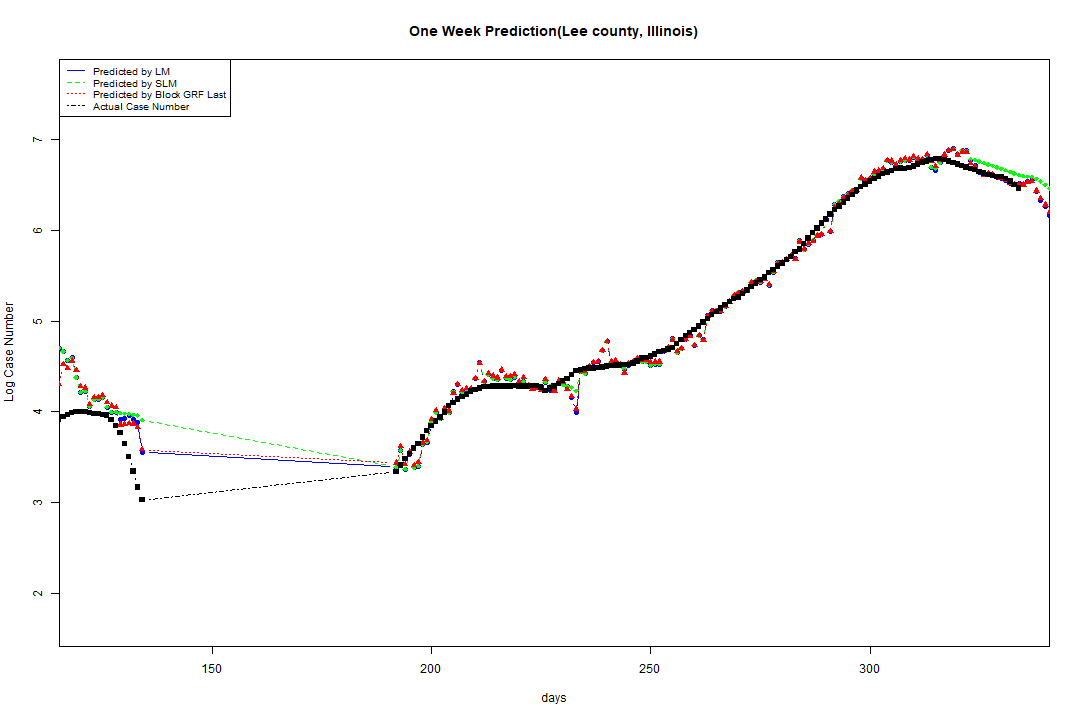 One Week Prediction(Lee county, Illinois)
Predicted by LM
Predicted by SLM
Predicted by Block GRF Last
Actual Case Number
7
6
5
4
3
2
Log Case Number
150 200 250 300
days